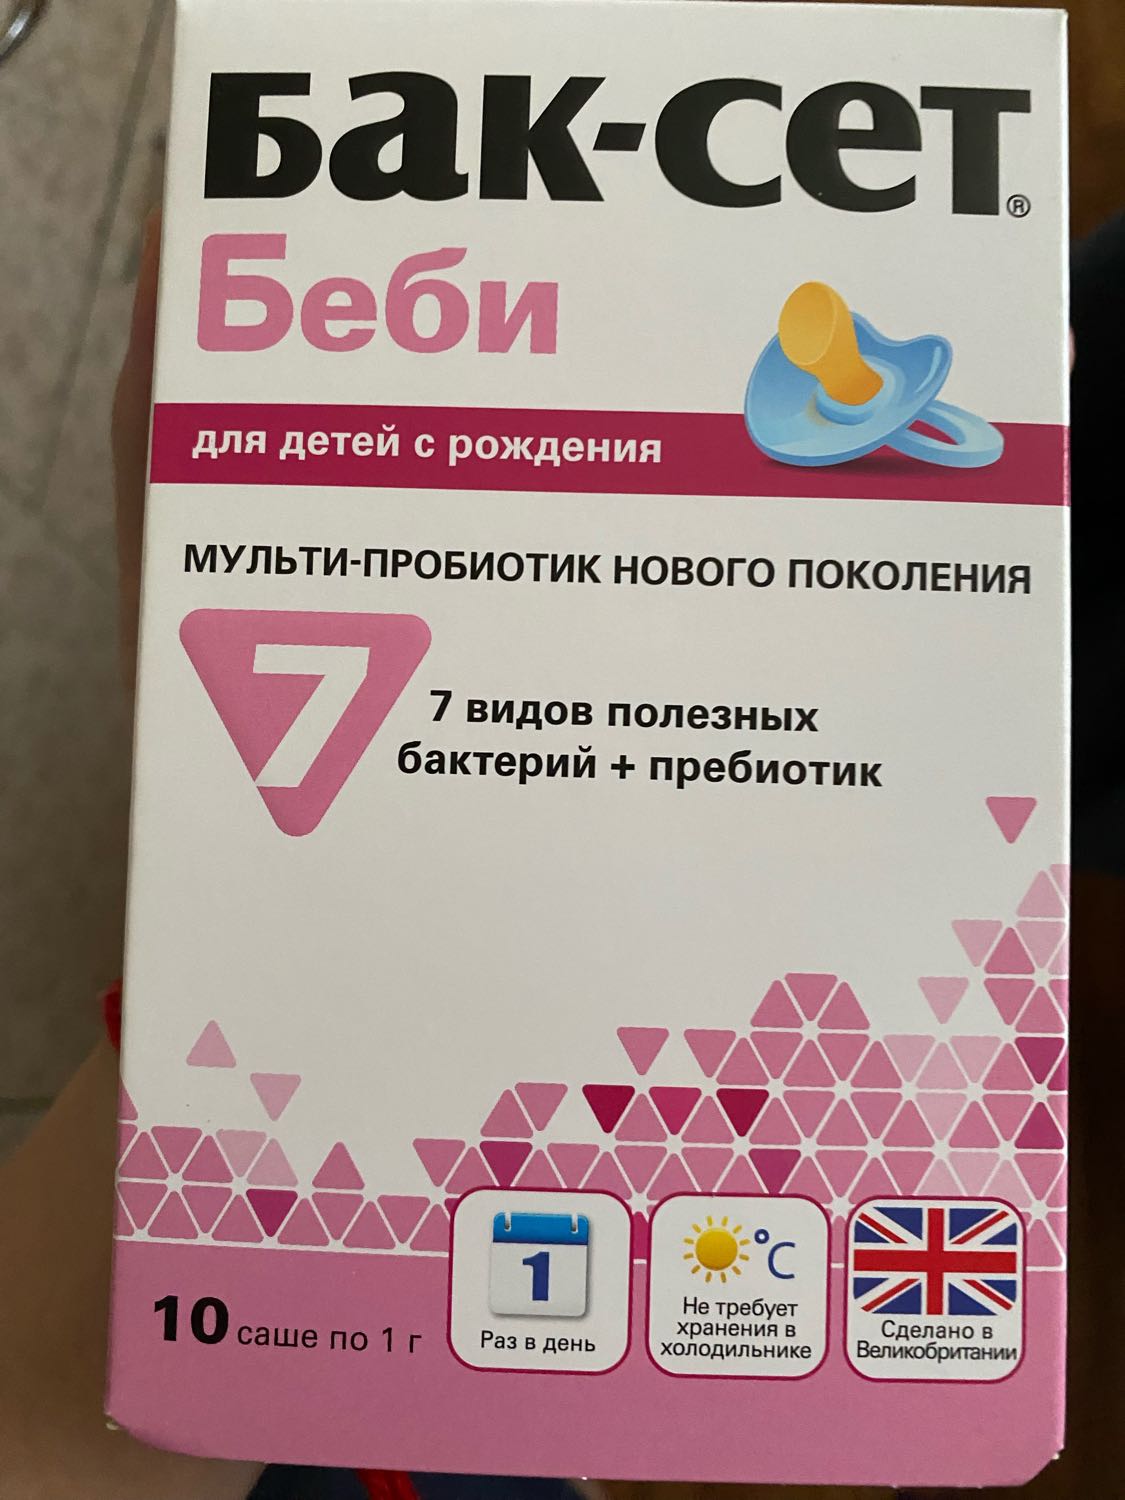 Бак-сет®
Беби
для детей с рождения
МУЛЬТИ-ПРОБИОТИК НОВОГО ПОКОЛЕНИЯ
7
7 видов полезных
бактерий + пребиотик
10 саше по 1 г
1
Раз в день
°C
Не требует
хранения в
холодильнике
Сделано в
Великобритании